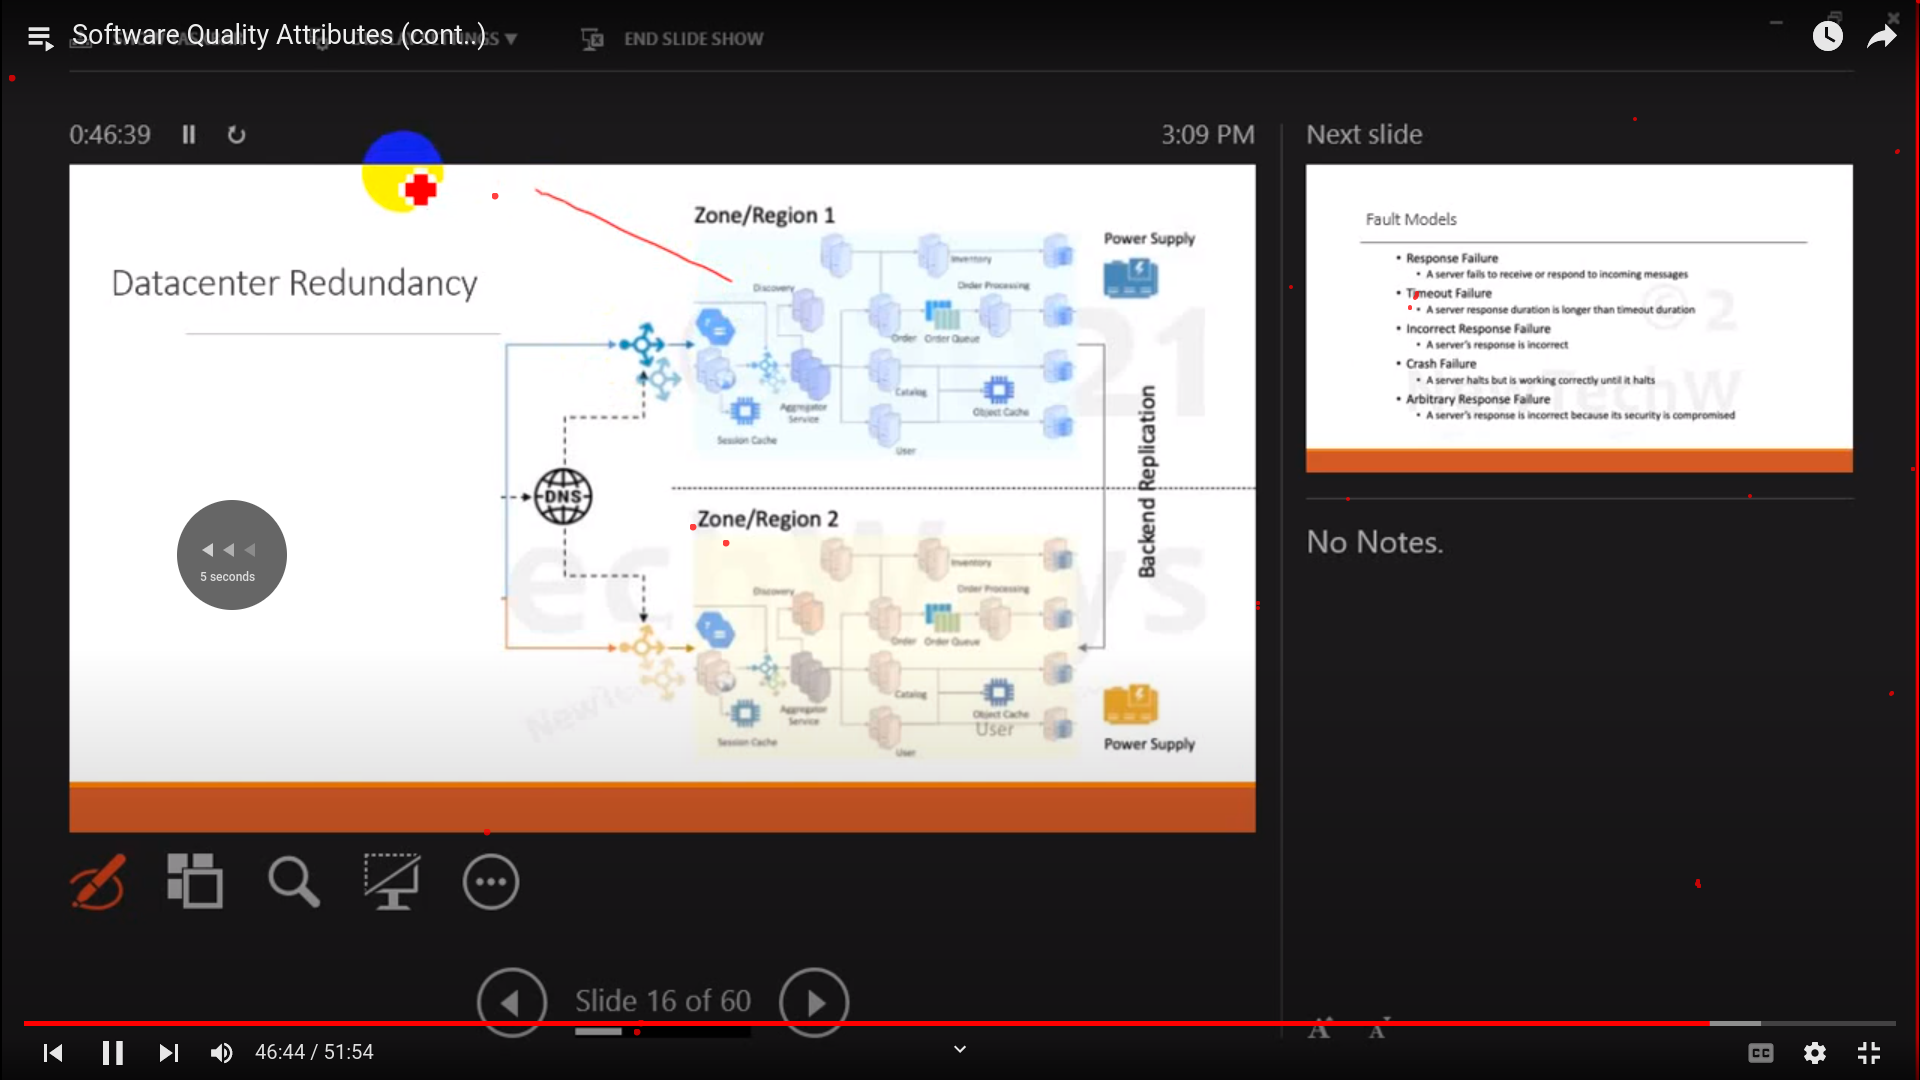 Software Quality Attributes (cont..)
END SLIDE SHOW
0:46:39
3:09 PM
Next slide
Datacenter Redundancy
Zone/Region 1
Power Supply
Inventory
Discovery
Order Processing
Order
Order Queue
Catalog
Object Cache
Aggregator
Service
Session Cache
User
DNS
Backend Replication
Zone/Region 2
Inventory
Discovery
Order Processing
Order
Order Queue
Catalog
Object Cache
User
Aggregator
Service
Session Cache
User
Power Supply
5 seconds
Fault Models
• Response Failure
• A server fails to receive or respond to incoming messages
• Timeout Failure
• A server response duration is longer than timeout duration
• Incorrect Response Failure
• A server's response is incorrect
• Crash Failure
• A server halts but is working correctly until it halts
• Arbitrary Response Failure
• A server's response is incorrect because its security is compromised
No Notes.
Slide 16 of 60
46:44 / 51:54
CC